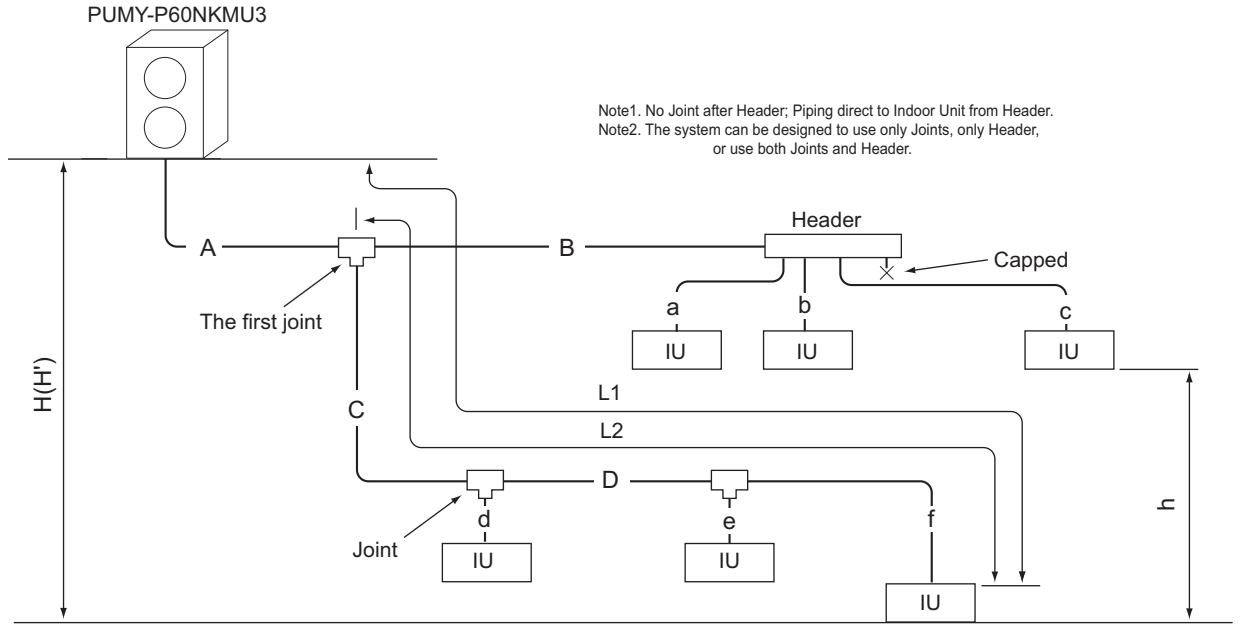 PUMY-P60NKMU3
Note1. No Joint after Header; Piping direct to Indoor Unit from Header.
Note2. The system can be designed to use only Joints, only Header,
or use both Joints and Header.
Header
A
B
Capped
The first joint
a
b
c
IU
IU
IU
H(H')
L1
C
L2
D
h
d
e
f
Joint
IU
IU
IU